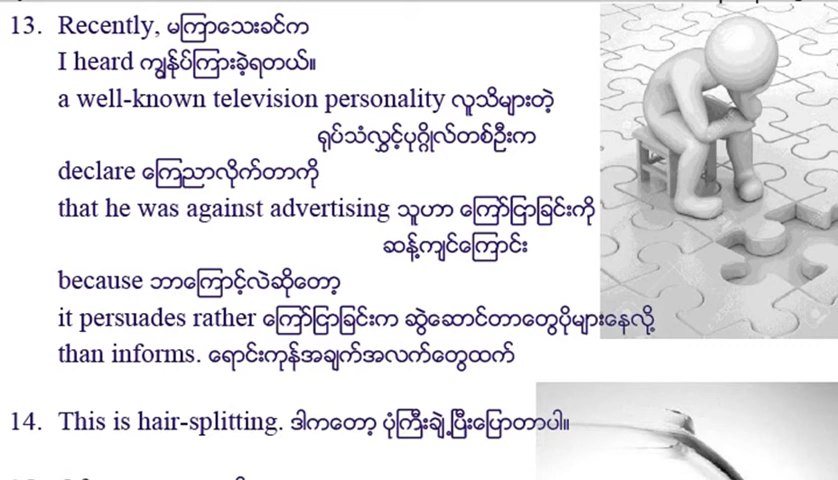 13. Recently, မကြာသေးခင်က
I heard ကျွန်ုပ်ကြားခဲ့ရတယ်။
a well-known television personality လူသိများတဲ့
ရုပ်သံလွှင့်ပုဂ္ဂိုလ်တစ်ဦးက
declare ကြေညာလိုက်တာကို
that he was against advertising သူဟာ ကြော်ငြာခြင်းကို
ဆန့်ကျင်ကြောင်း
because ဘာကြောင့်လဲဆိုတော့
it persuades rather ကြော်ငြာခြင်းက ဆွဲဆောင်တာတွေပိုများနေလို့
than informs. ရောင်းကုန်အချက်အလက်တွေထက်
14. This is hair-splitting. ဒါကတော့ ပုံကြီးချဲ့ပြီးပြောတာပါ။